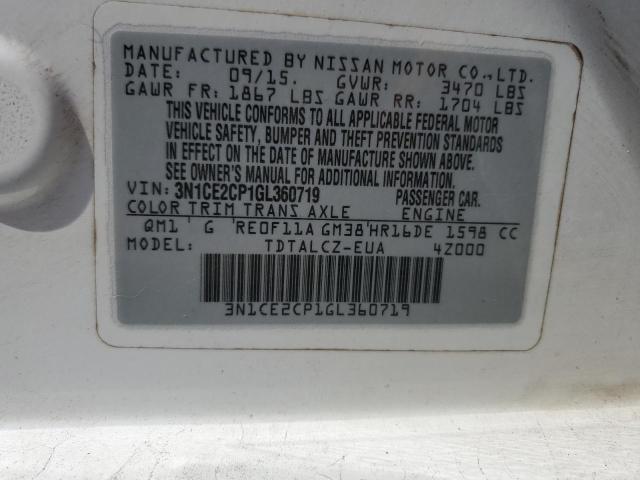 MANUFACTURED BY NISSAN MOTOR CO.,LTD.
DATE: 09/15. GVWR: 3470 LBS
GAWR FR: 1867 LBS GAWR RR: 1704 LBS
THIS VEHICLE CONFORMS TO ALL APPLICABLE FEDERAL MOTOR
VEHICLE SAFETY, BUMPER AND THEFT PREVENTION STANDARDS
IN EFFECT ON THE DATE OF MANUFACTURE SHOWN ABOVE.
SEE OWNER'S MANUAL FOR ADDITIONAL INFORMATION.
VIN: 3N1CE2CP1GL360719 PASSENGER CAR.
COLOR TRIM TRANS AXLE ENGINE
QM1 G RE0F11A GM38 HR16DE 1598 CC
MODEL: TDTALCZ-EUA 4Z000
3N1CE2CP1GL360719